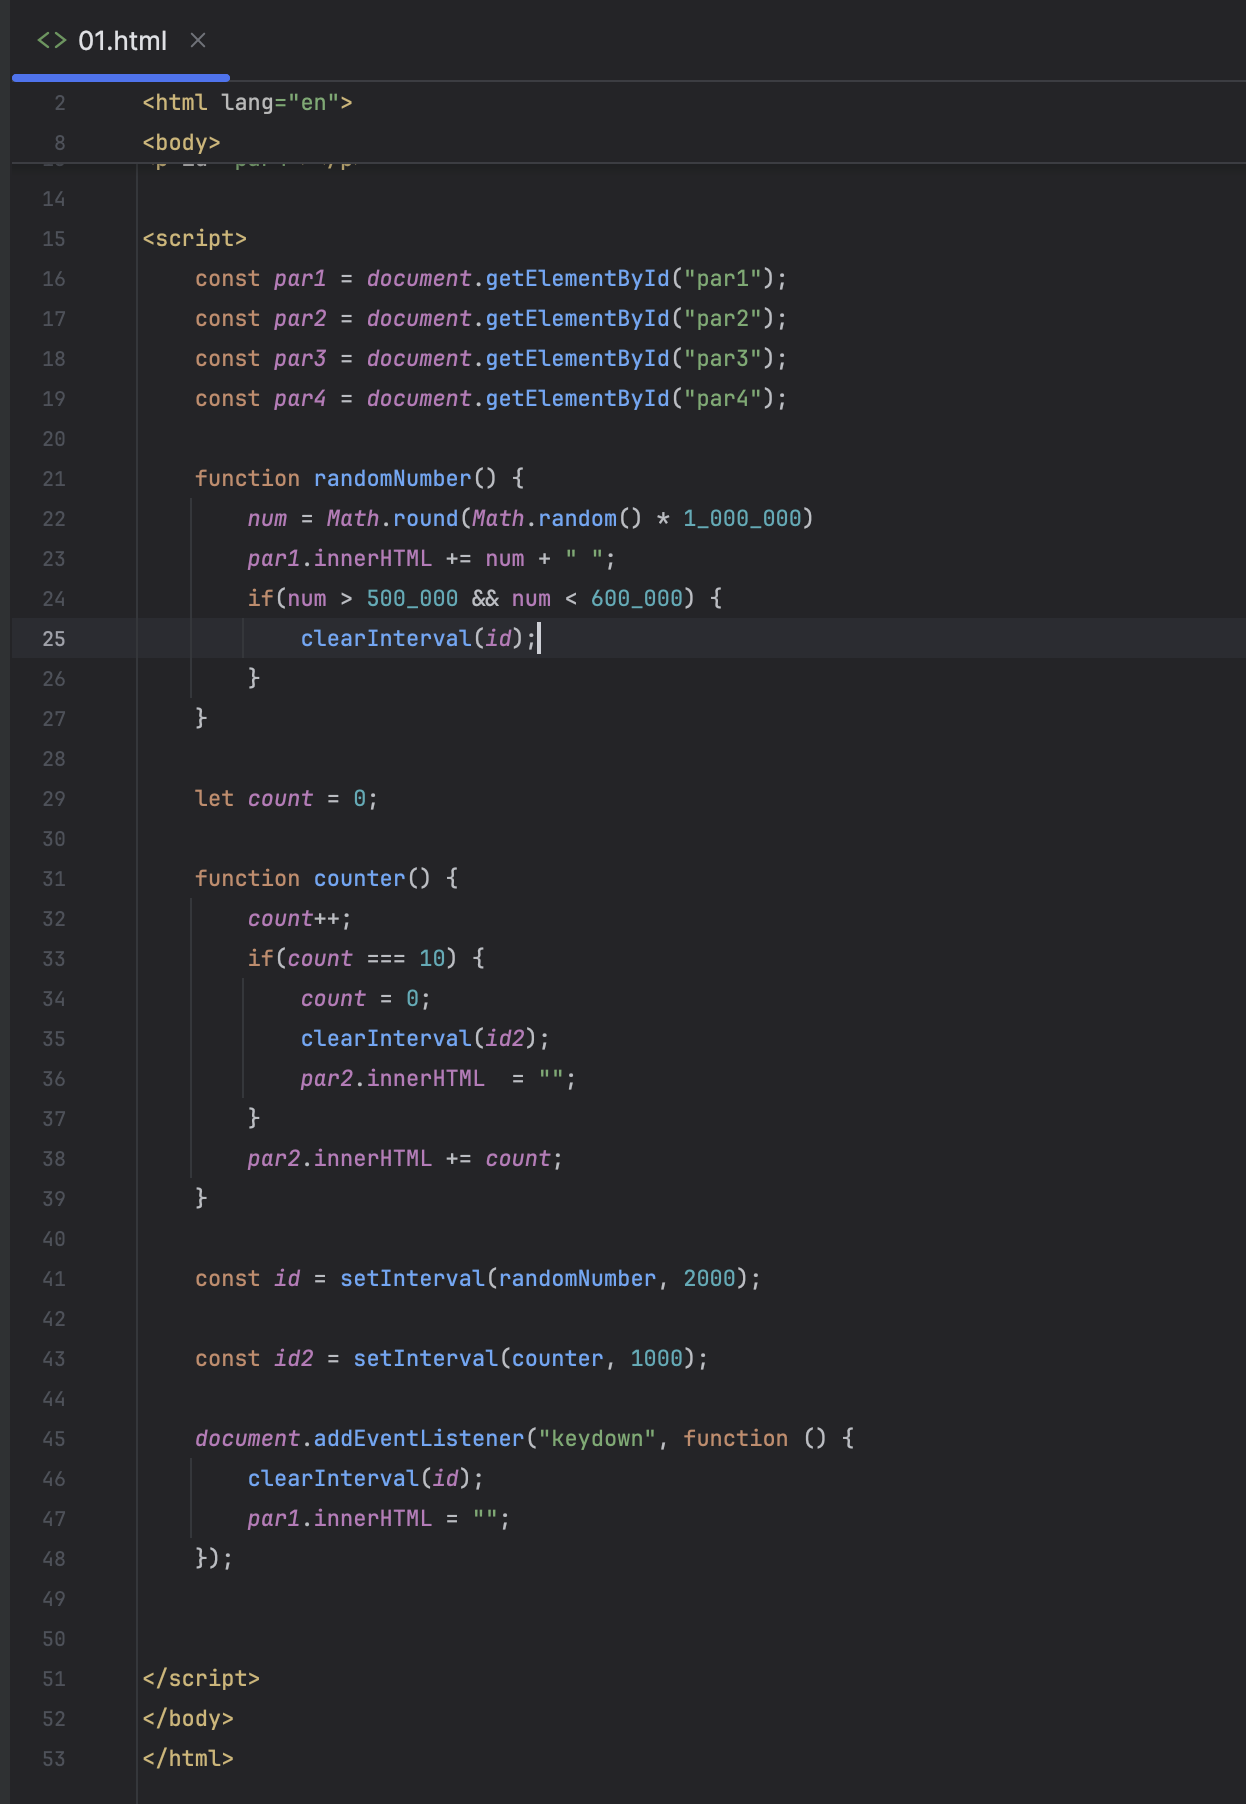 01.html
2 <html lang="en">
8 <body>
14
15 <script>
16     const par1 = document.getElementById("par1");
17     const par2 = document.getElementById("par2");
18     const par3 = document.getElementById("par3");
19     const par4 = document.getElementById("par4");
20
21     function randomNumber() {
22         num = Math.round(Math.random() * 1_000_000)
23         par1.innerHTML += num + " ";
24         if(num > 500_000 && num < 600_000) {
25             clearInterval(id);
26         }
27     }
28
29     let count = 0;
30
31     function counter() {
32         count++;
33         if(count === 10) {
34             count = 0;
35             clearInterval(id2);
36             par2.innerHTML  = "";
37         }
38         par2.innerHTML += count;
39     }
40
41     const id = setInterval(randomNumber, 2000);
42
43     const id2 = setInterval(counter, 1000);
44
45     document.addEventListener("keydown", function () {
46         clearInterval(id);
47         par1.innerHTML = "";
48     });
49
50
51 </script>
52 </body>
53 </html>